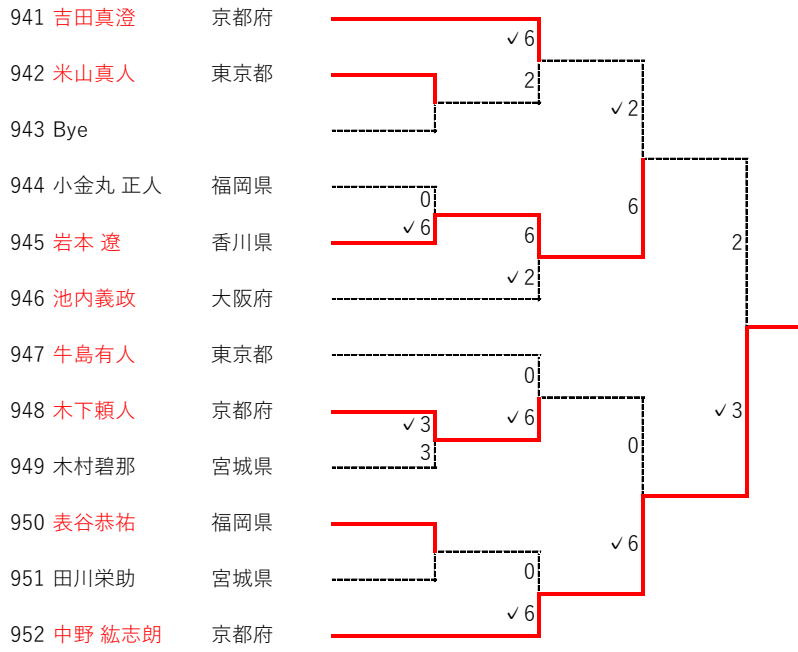 941 吉田真澄 京都府
✓6
942 米山真人 東京都
2
✓2
943 Bye
944 小金丸 正人 福岡県
0
6
✓6
945 岩本 遼 香川県
6
2
✓2
946 池内義政 大阪府
947 牛島有人 東京都
0
948 木下頼人 京都府
✓3
✓6
✓3
3
0
949 木村碧那 宮城県
950 表谷恭祐 福岡県
✓6
0
951 田川栄助 宮城県
✓6
952 中野 紘志朗 京都府